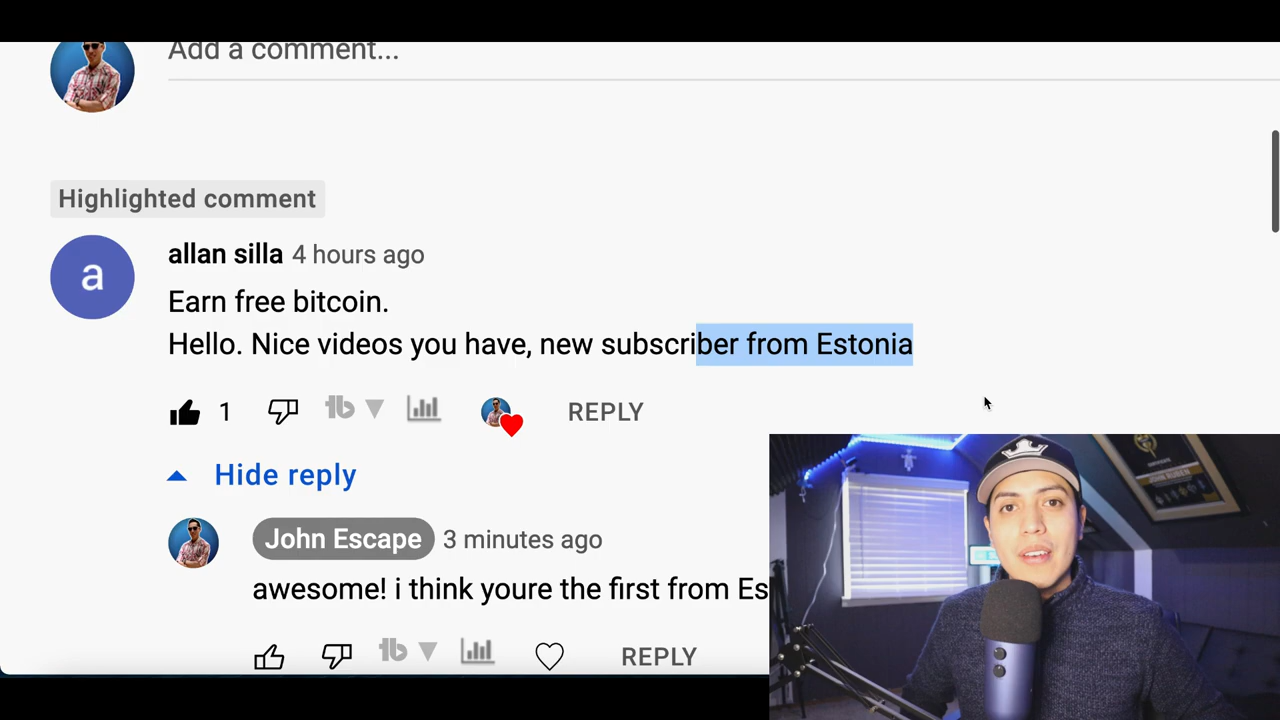 Add a comment...
Highlighted comment
a
allan silla 4 hours ago
Earn free bitcoin.
Hello. Nice videos you have, new subscriber from Estonia
1
REPLY
Hide reply
John Escape 3 minutes ago
awesome! i think youre the first from Es
REPLY